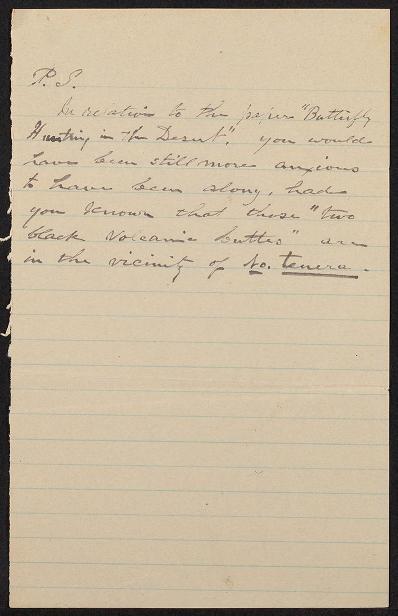 P. S.
In relation to the paper "Butterfly
Hunting in the Desert", you would
have been still more anxious
to have been along, had
you known that those "two
black volcanic buttes" are
in the vicinity of No. tenera.